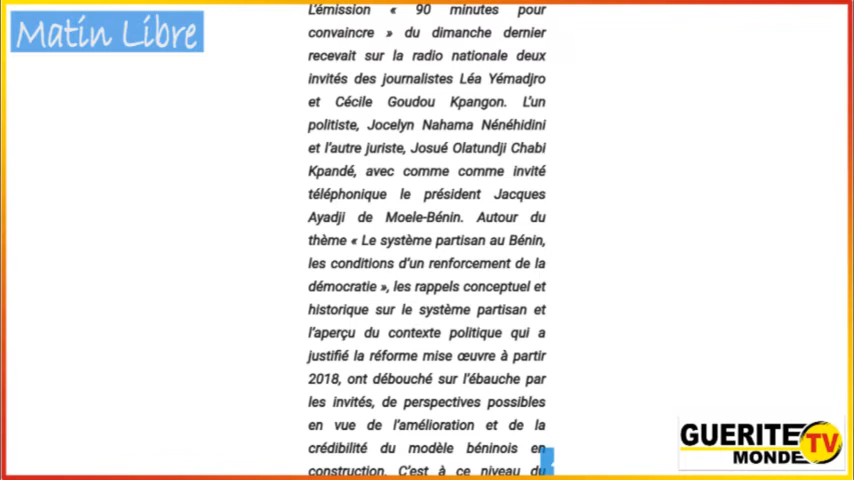 Matin Libre
L'émission « 90 minutes pour
convaincre » du dimanche dernier
recevait sur la radio nationale deux
invités des journalistes Léa Yémadjro
et Cécile Goudou Kpangon. L'un
politiste, Jocelyn Nahama Nénéhidini
et l'autre juriste, Josué Olatundji Chabi
Kpandé, avec comme comme invité
téléphonique le président Jacques
Ayadji de Moele-Bénin. Autour du
thème « Le système partisan au Bénin,
les conditions d'un renforcement de la
démocratie », les rappels conceptuel et
historique sur le système partisan et
l'aperçu du contexte politique qui a
justifié la réforme mise œuvre à partir
2018, ont débouché sur l'ébauche par
les invités, de perspectives possibles
en vue de l'amélioration et de la
crédibilité du modèle béninois en
construction. C'est à ce niveau du
GUERITE TV
MONDE